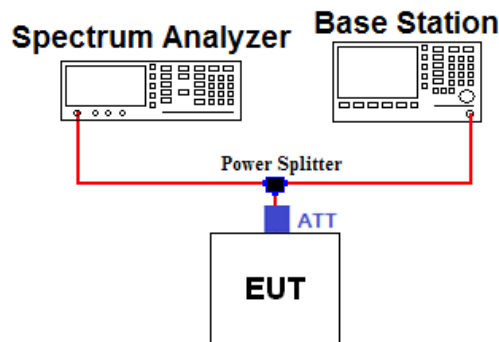 Spectrum Analyzer
Base Station
Power Splitter
ATT
EUT